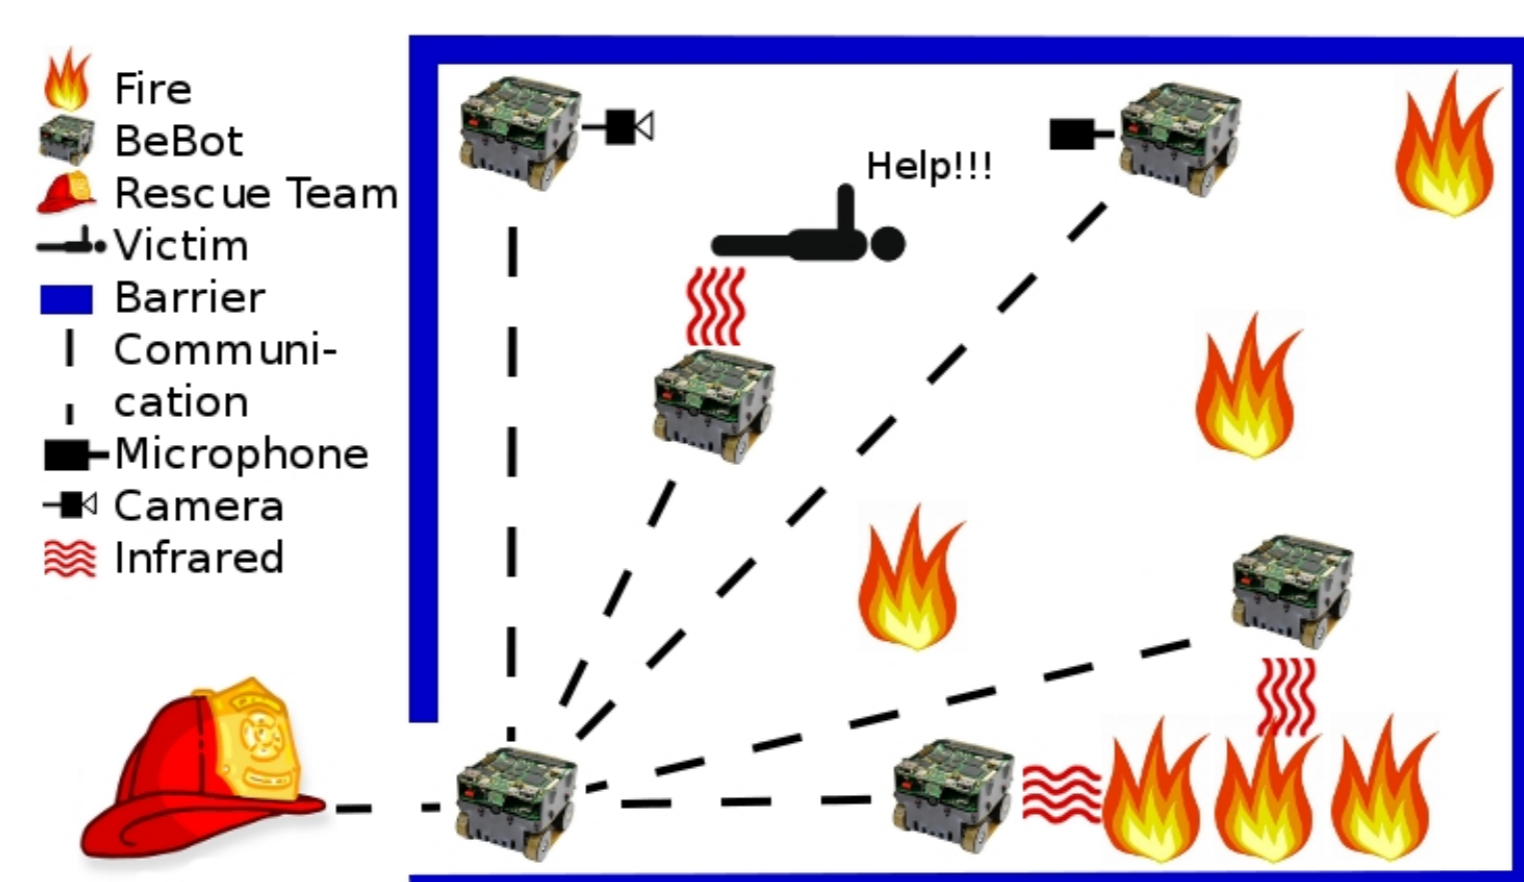 Fire
BeBot
Rescue Team
Victim
Barrier
Communi-
cation
Microphone
Camera
Infrared
Help!!!